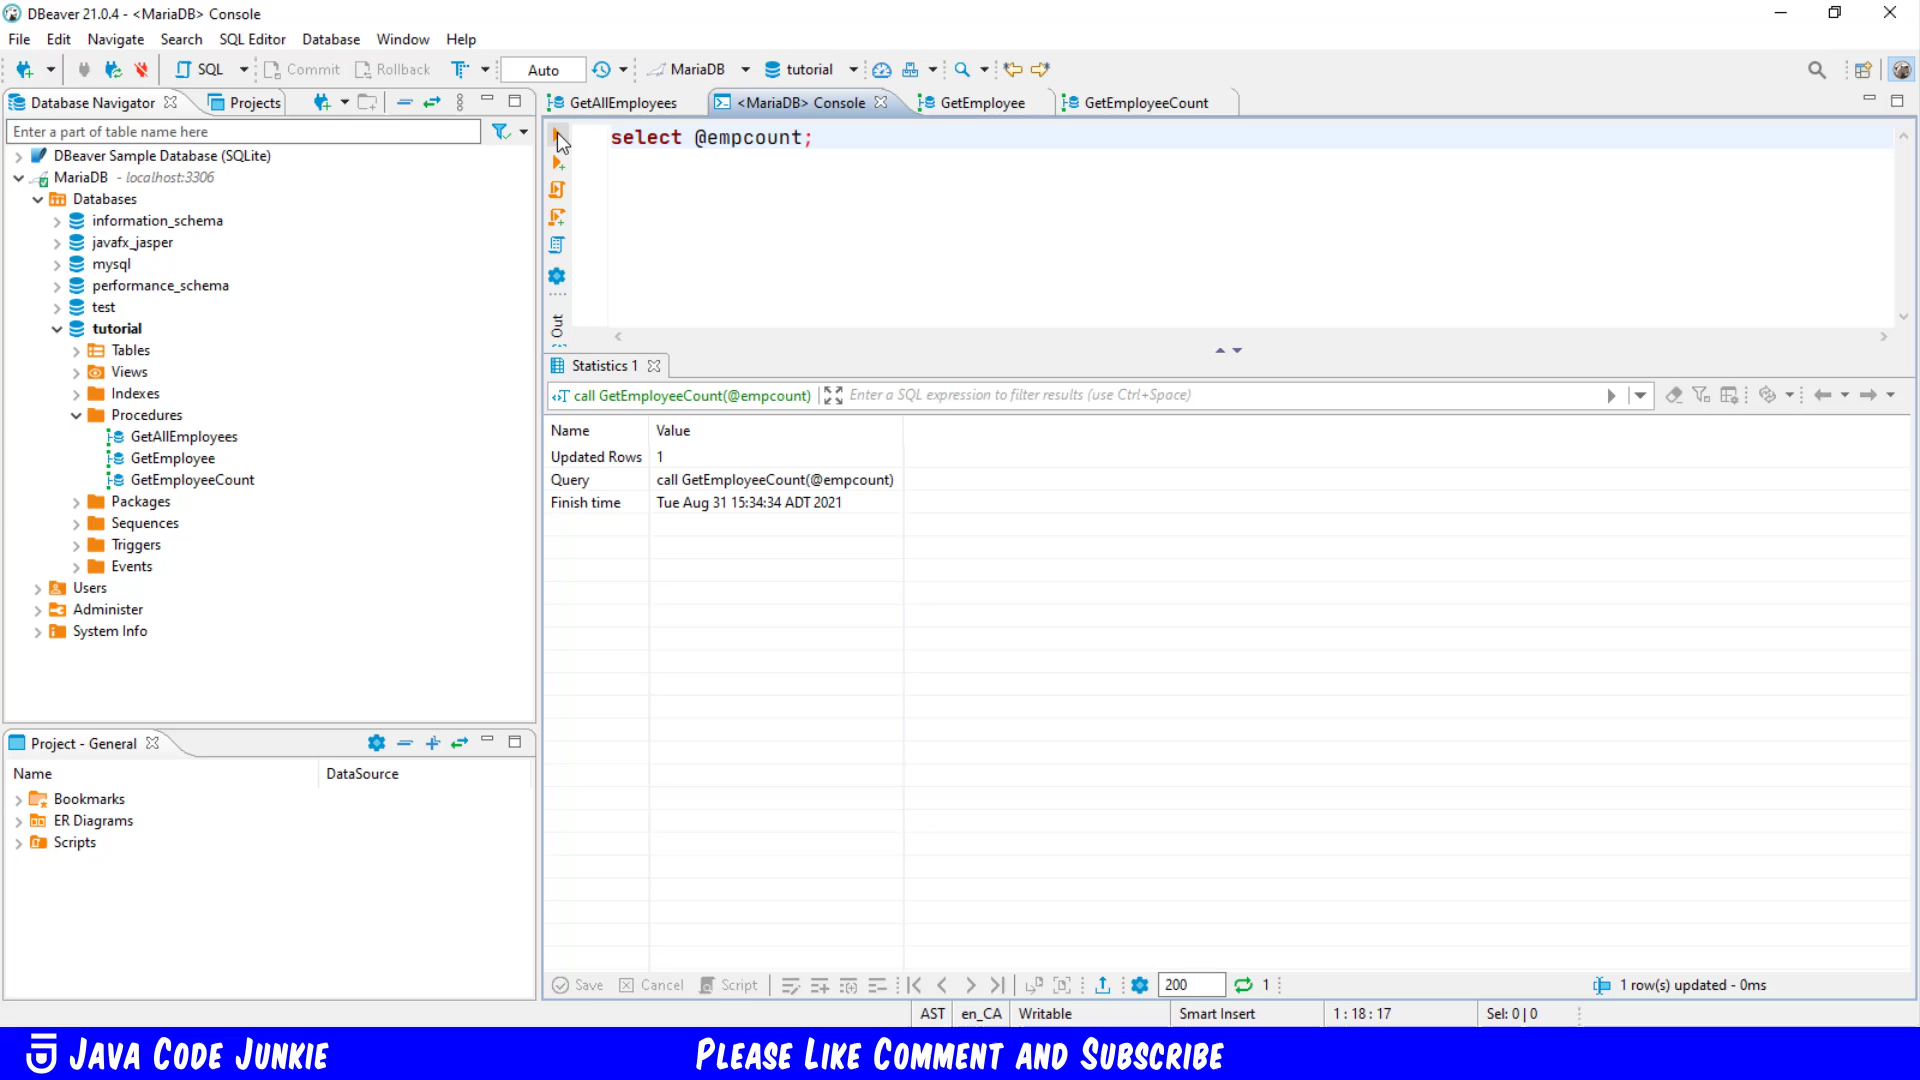 DBeaver 21.0.4 - <MariaDB> Console
File Edit Navigate Search SQL Editor Database Window Help
SQL Commit Rollback Auto MariaDB tutorial
Database Navigator Projects
GetAllEmployees <MariaDB> Console GetEmployee GetEmployeeCount
Enter a part of table name here
DBeaver Sample Database (SQLite)
MariaDB - localhost:3306
Databases
information_schema
javafx_jasper
mysql
performance_schema
test
tutorial
Tables
Views
Indexes
Procedures
GetAllEmployees
GetEmployee
GetEmployeeCount
Packages
Sequences
Triggers
Events
Users
Administer
System Info
Project - General
Name DataSource
Bookmarks
ER Diagrams
Scripts
select @empcount;
Out
Statistics 1
call GetEmployeeCount(@empcount) Enter a SQL expression to filter results (use Ctrl+Space)
Name Value
Updated Rows 1
Query call GetEmployeeCount(@empcount)
Finish time Tue Aug 31 15:34:34 ADT 2021
Save Cancel Script 200 1 1 row(s) updated - 0ms
AST en_CA Writable Smart Insert 1 : 18 : 17 Sel: 0 | 0
JAVA CODE JUNKIE PLEASE LIKE COMMENT AND SUBSCRIBE